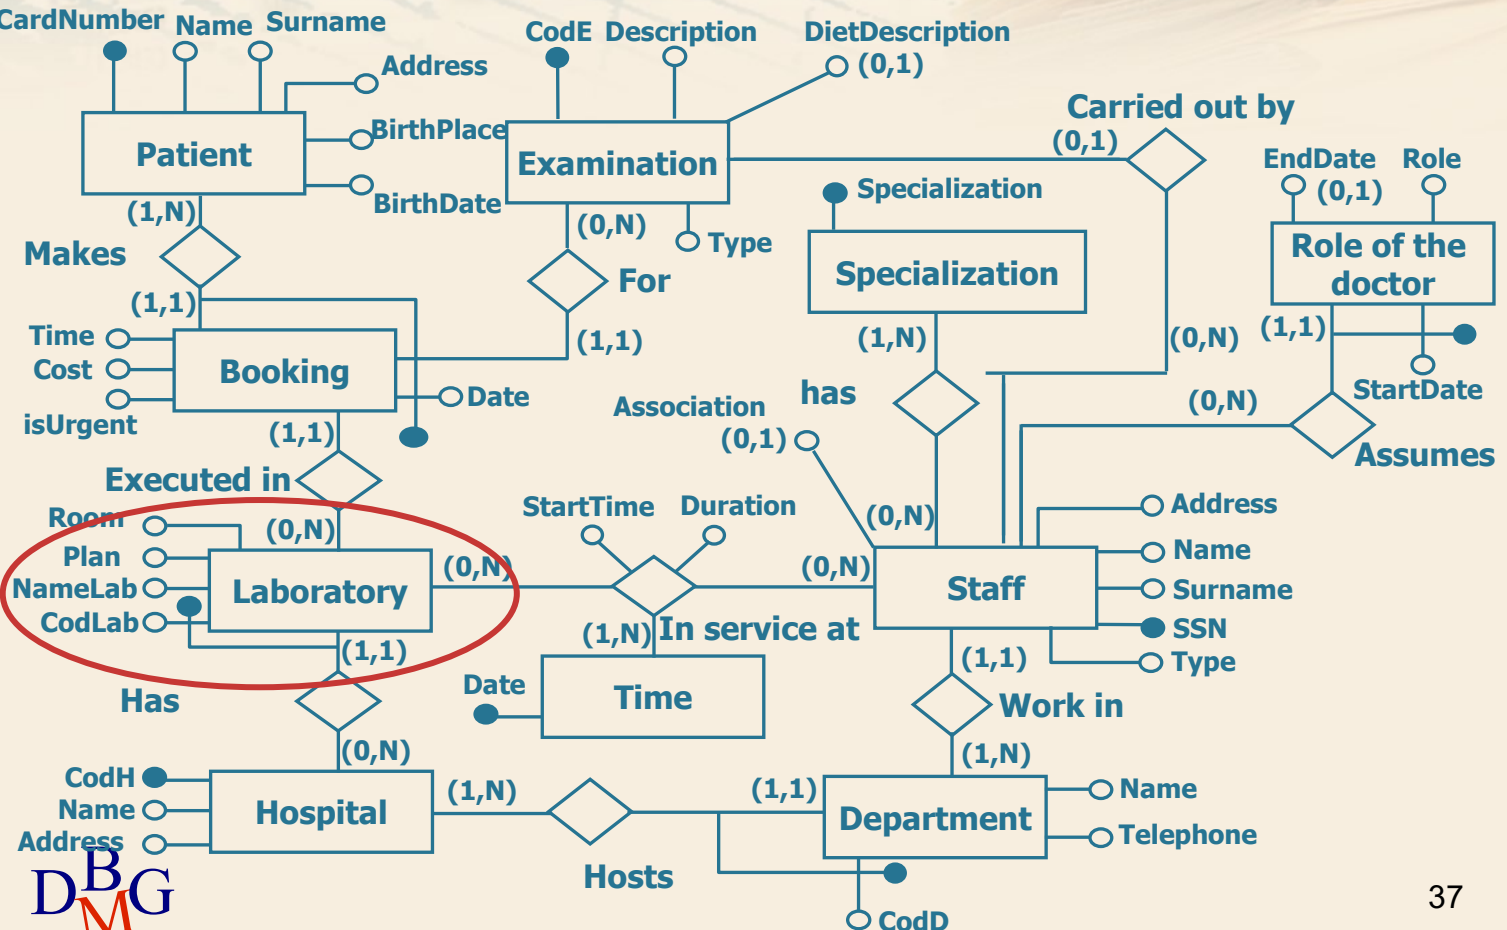 CardNumber
Name
Surname
Address
BirthPlace
BirthDate
Patient
(1,N)
Makes
(1,1)
CodE
Description
DietDescription
(0,1)
Examination
(0,N)
Type
For
(1,1)
Carried out by
(0,1)
(0,N)
Specialization
Specialization
(1,N)
has
(0,N)
EndDate
(0,1)
Role
Role of the
doctor
(1,1)
StartDate
(0,N)
Assumes
Time
Cost
isUrgent
Booking
Date
(1,1)
Executed in
(0,N)
Room
Plan
NameLab
CodLab
Laboratory
(0,N)
(1,1)
Has
(0,N)
StartTime
Duration
In service at
(0,N)
(1,N)
Date
Time
Association
(0,1)
Staff
Address
Name
Surname
SSN
Type
(1,1)
Work in
(1,N)
CodH
Name
Address
Hospital
(1,N)
Hosts
(1,1)
Department
Name
Telephone
CodD
DBMG
37